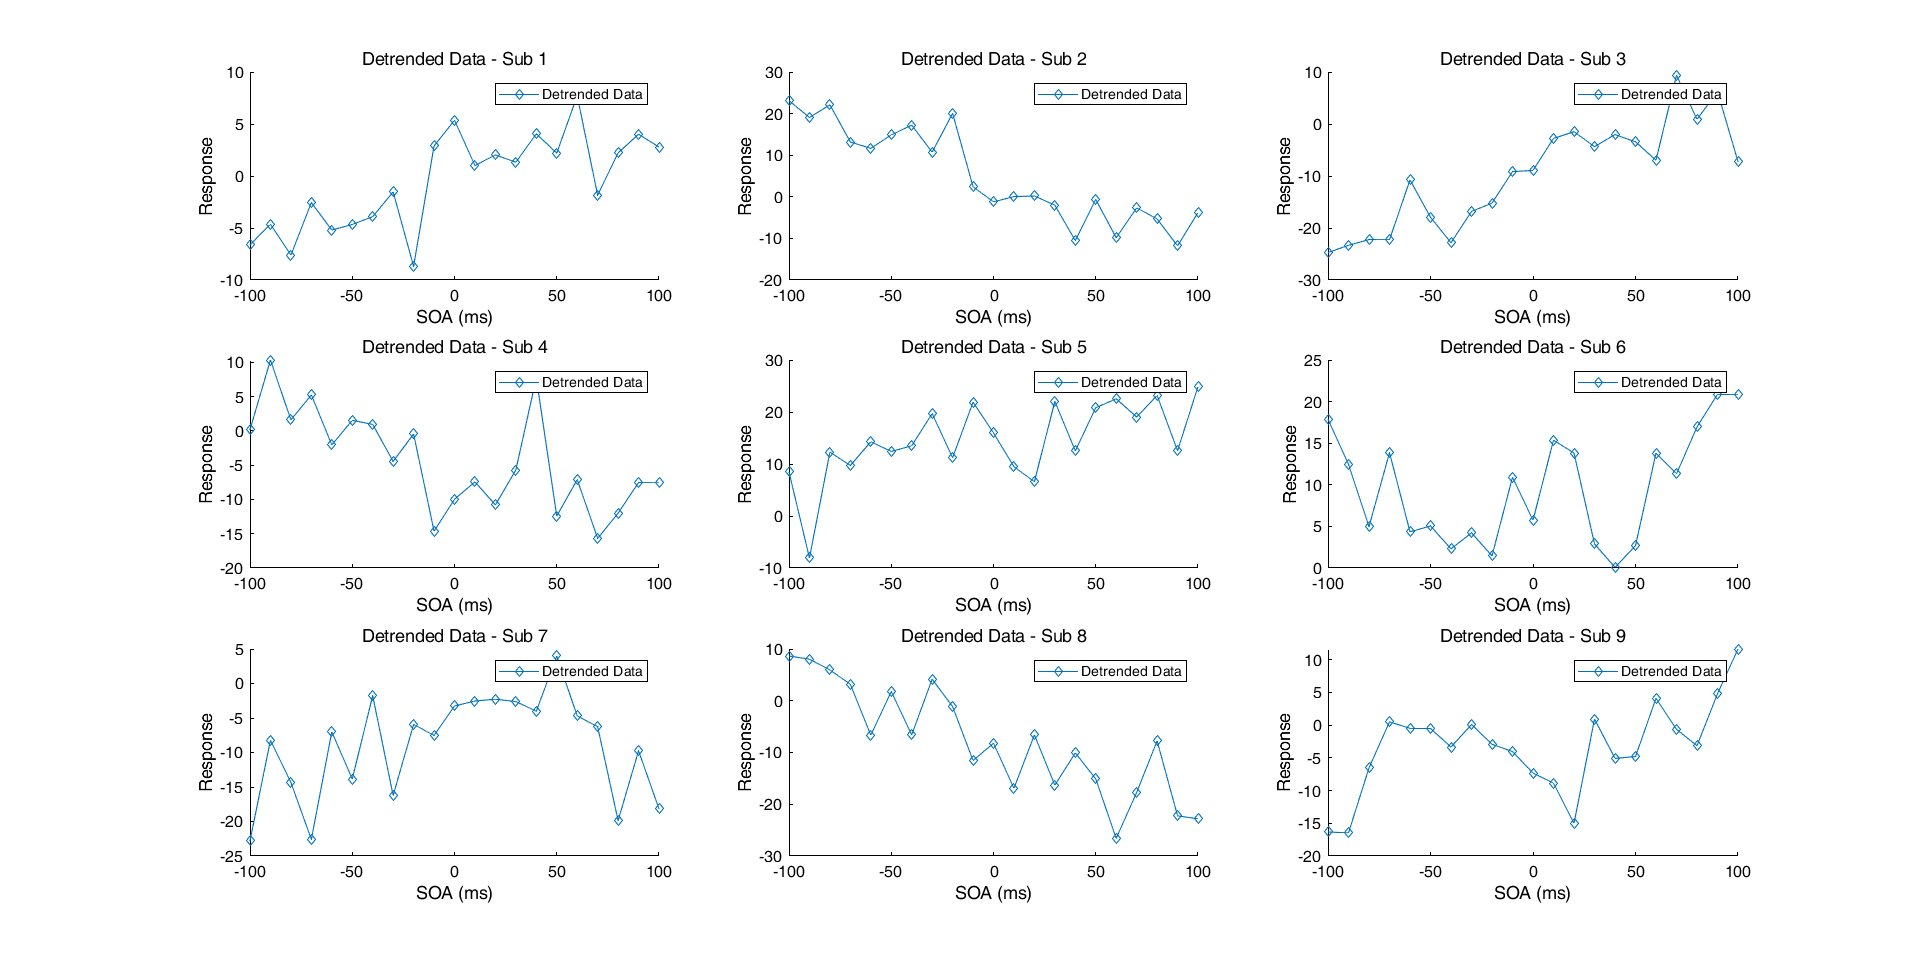 Detrended Data - Sub 1
10
5
0
-5
-10
Response
Detrended Data
-100 -50 0 50 100
SOA (ms)
Detrended Data - Sub 2
30
20
10
0
-10
-20
Response
Detrended Data
-100 -50 0 50 100
SOA (ms)
Detrended Data - Sub 3
10
0
-10
-20
-30
Response
Detrended Data
-100 -50 0 50 100
SOA (ms)
Detrended Data - Sub 4
10
5
0
-5
-10
-15
-20
Response
Detrended Data
-100 -50 0 50 100
SOA (ms)
Detrended Data - Sub 5
30
20
10
0
-10
Response
Detrended Data
-100 -50 0 50 100
SOA (ms)
Detrended Data - Sub 6
25
20
15
10
5
0
Response
Detrended Data
-100 -50 0 50 100
SOA (ms)
Detrended Data - Sub 7
5
0
-5
-10
-15
-20
-25
Response
Detrended Data
-100 -50 0 50 100
SOA (ms)
Detrended Data - Sub 8
10
0
-10
-20
-30
Response
Detrended Data
-100 -50 0 50 100
SOA (ms)
Detrended Data - Sub 9
10
5
0
-5
-10
-15
-20
Response
Detrended Data
-100 -50 0 50 100
SOA (ms)